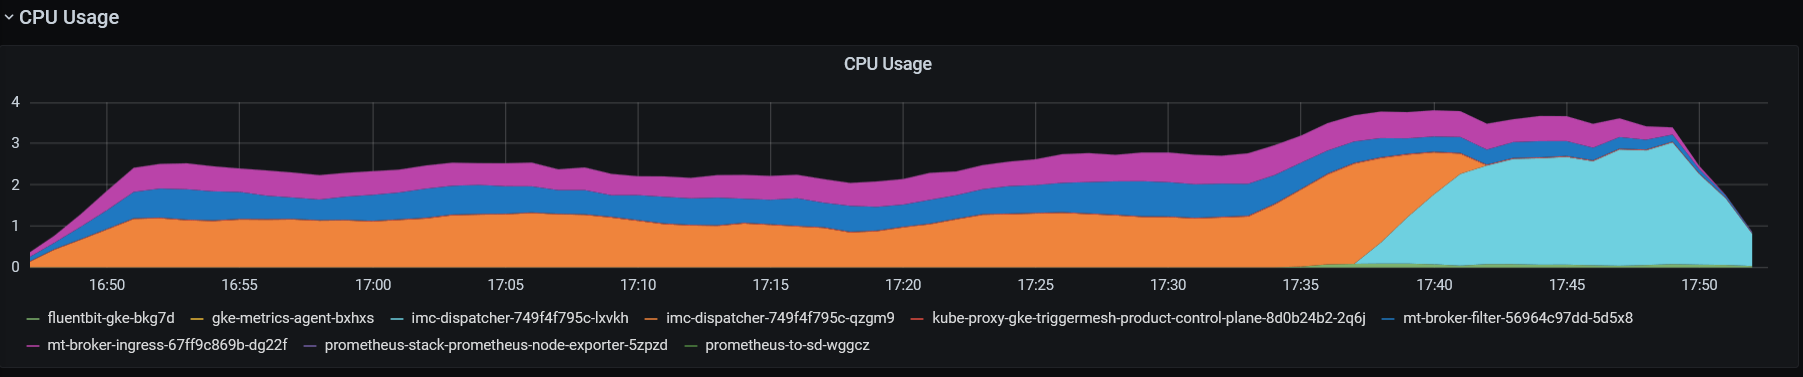 CPU Usage
CPU Usage
4
3
2
1
0
16:50 16:55 17:00 17:05 17:10 17:15 17:20 17:25 17:30 17:35 17:40 17:45 17:50
fluentbit-gke-bkg7d gke-metrics-agent-bxhxs imc-dispatcher-749f4f795c-lxvkh imc-dispatcher-749f4f795c-qzgm9 kube-proxy-gke-triggermesh-product-control-plane-8d0b24b2-2q6j mt-broker-filter-56964c97dd-5d5x8
mt-broker-ingress-67ff9c869b-dg22f prometheus-stack-prometheus-node-exporter-5zpzd prometheus-to-sd-wggcz